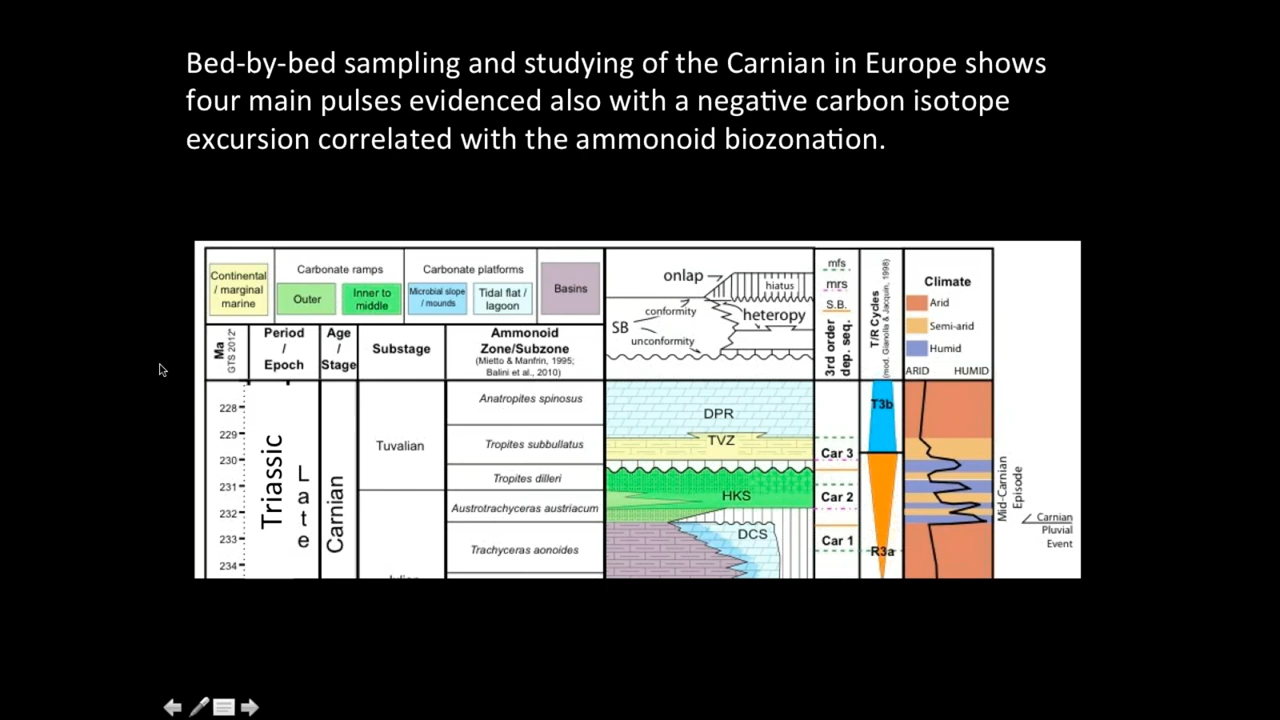 Bed-by-bed sampling and studying of the Carnian in Europe shows
four main pulses evidenced also with a negative carbon isotope
excursion correlated with the ammonoid biozonation.
Continental
/ marginal
marine
Carbonate ramps
Outer
Inner to
middle
Carbonate platforms
Microbial slope
/ mounds
Tidal flat /
lagoon
Basins
onlap
hiatus
conformity
heteropy
SB
unconformity
mfs
mrs
S.B.
3rd order
dep. seq.
T/R Cycles
(mod. Gianolla & Jacquin, 1998)
Climate
Arid
Semi-arid
Humid
ARID HUMID
Ma
GTS 2012
Period
/
Epoch
Age
/
Stage
Substage
Ammonoid
Zone/Subzone
(Mietto & Manfrin, 1995;
Balini et al., 2010)
228
229
230
231
232
233
234
Triassic
Late
Carnian
Tuvalian
Anatropites spinosus
Tropites subbullatus
Tropites dilleri
Austrotrachyceras austriacum
Trachyceras aonoides
DPR
TVZ
HKS
DCS
Car 3
Car 2
Car 1
T3b
R3a
Mid-Carnian
Episode
Carnian
Pluvial
Event